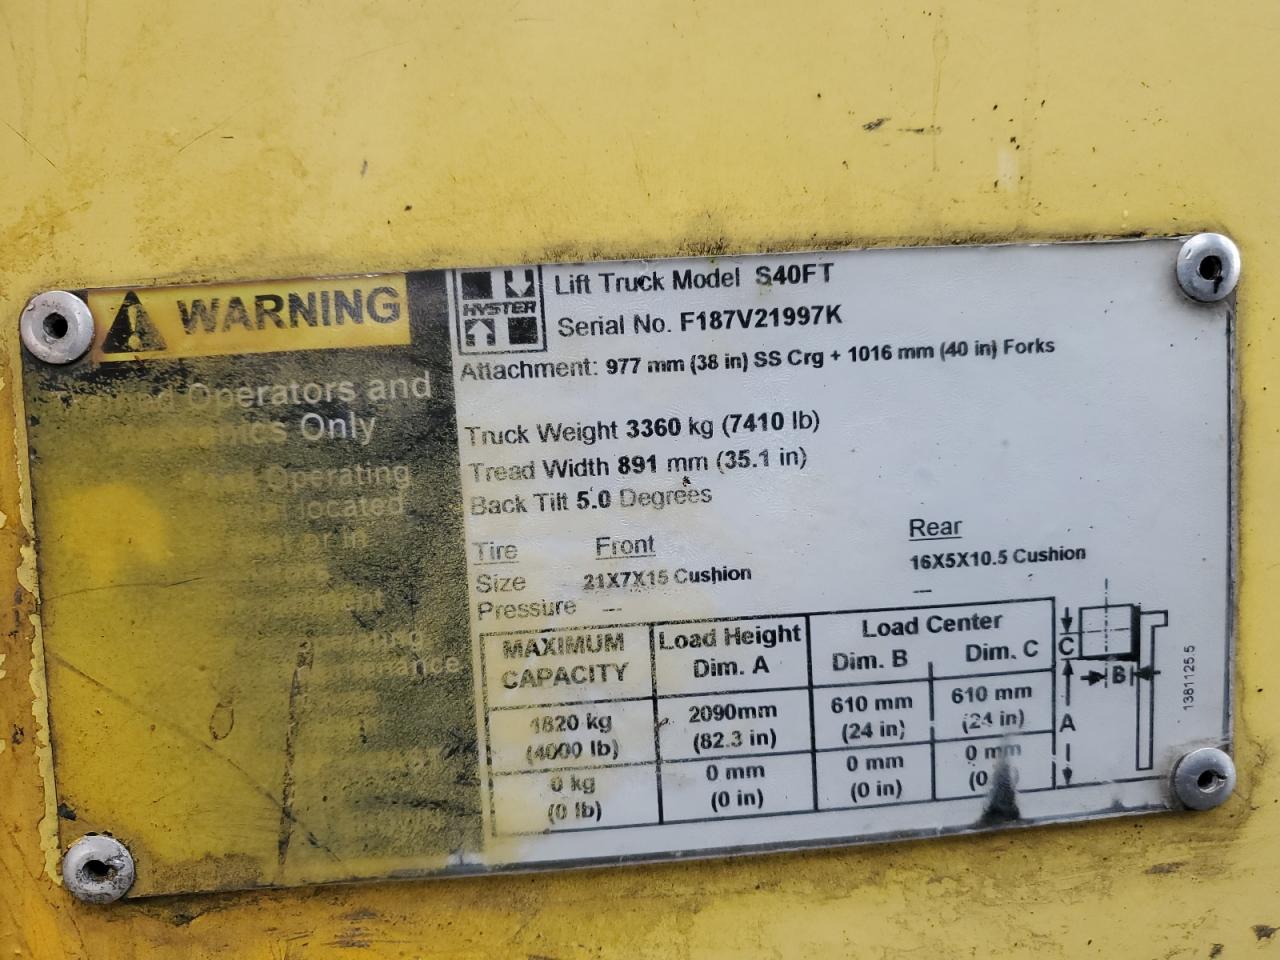 WARNING
Operators and
Only
Operating
located
or in
HYSTER
Lift Truck Model S40FT
Serial No. F187V21997K
Attachment: 977 mm (38 in) SS Crg + 1016 mm (40 in) Forks
Truck Weight 3360 kg (7410 lb)
Tread Width 891 mm (35.1 in)
Back Tilt 5.0 Degrees
Tire Front Rear
Size 21X7X15 Cushion 16X5X10.5 Cushion
Pressure --- ---
MAXIMUM CAPACITY Load Height Dim. A Load Center Dim. B Dim. C
1820 kg (4000 lb) 2090mm (82.3 in) 610 mm (24 in) 610 mm (24 in)
0 kg (0 lb) 0 mm (0 in) 0 mm (0 in) 0 mm (0
C
B
A
1381125.5